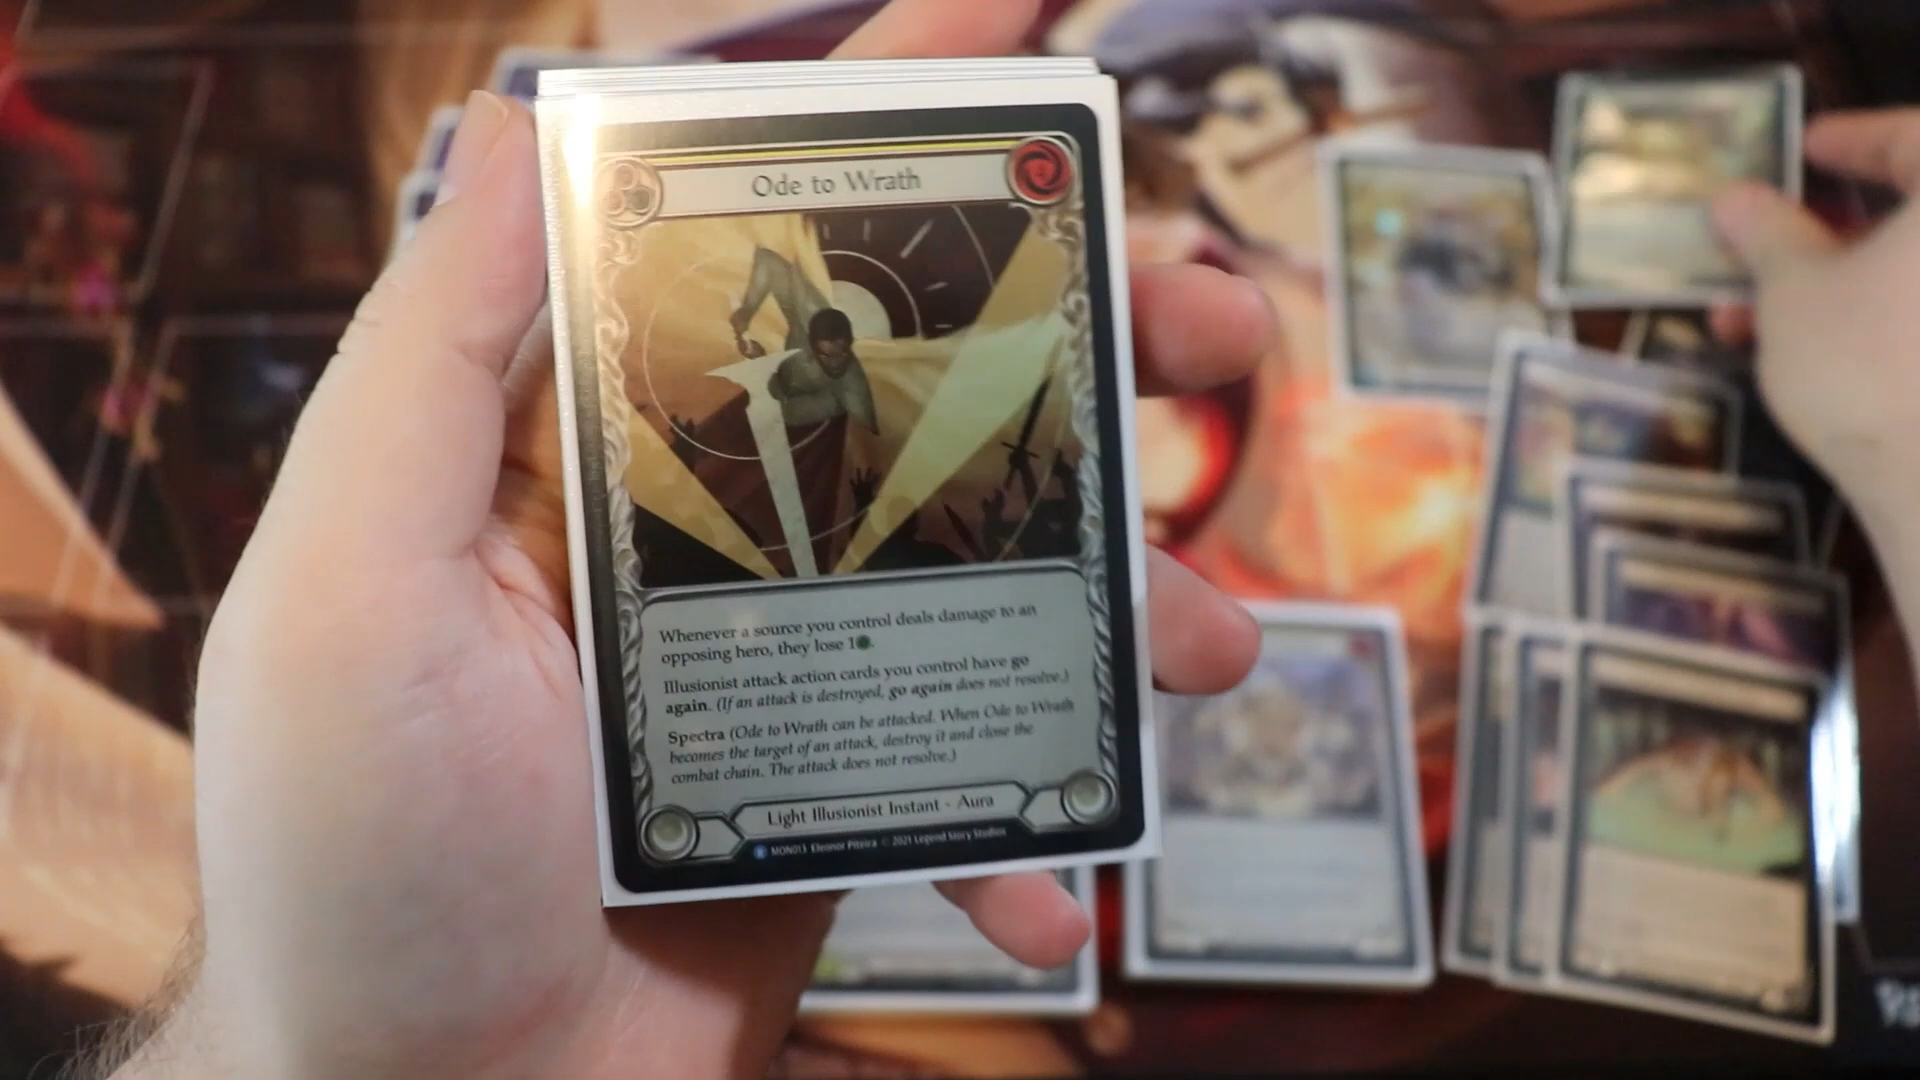 Ode to Wrath
Whenever a source you control deals damage to an
opposing hero, they lose 1.
Illusionist attack action cards you control have go
again. (If an attack is destroyed, go again does not resolve.)
Spectra (Ode to Wrath can be attacked. When Ode to Wrath
becomes the target of an attack, destroy it and close the
combat chain. The attack does not resolve.)
Light Illusionist Instant - Aura
MON013 Eleonor Piteira © 2021 Legend Story Studios